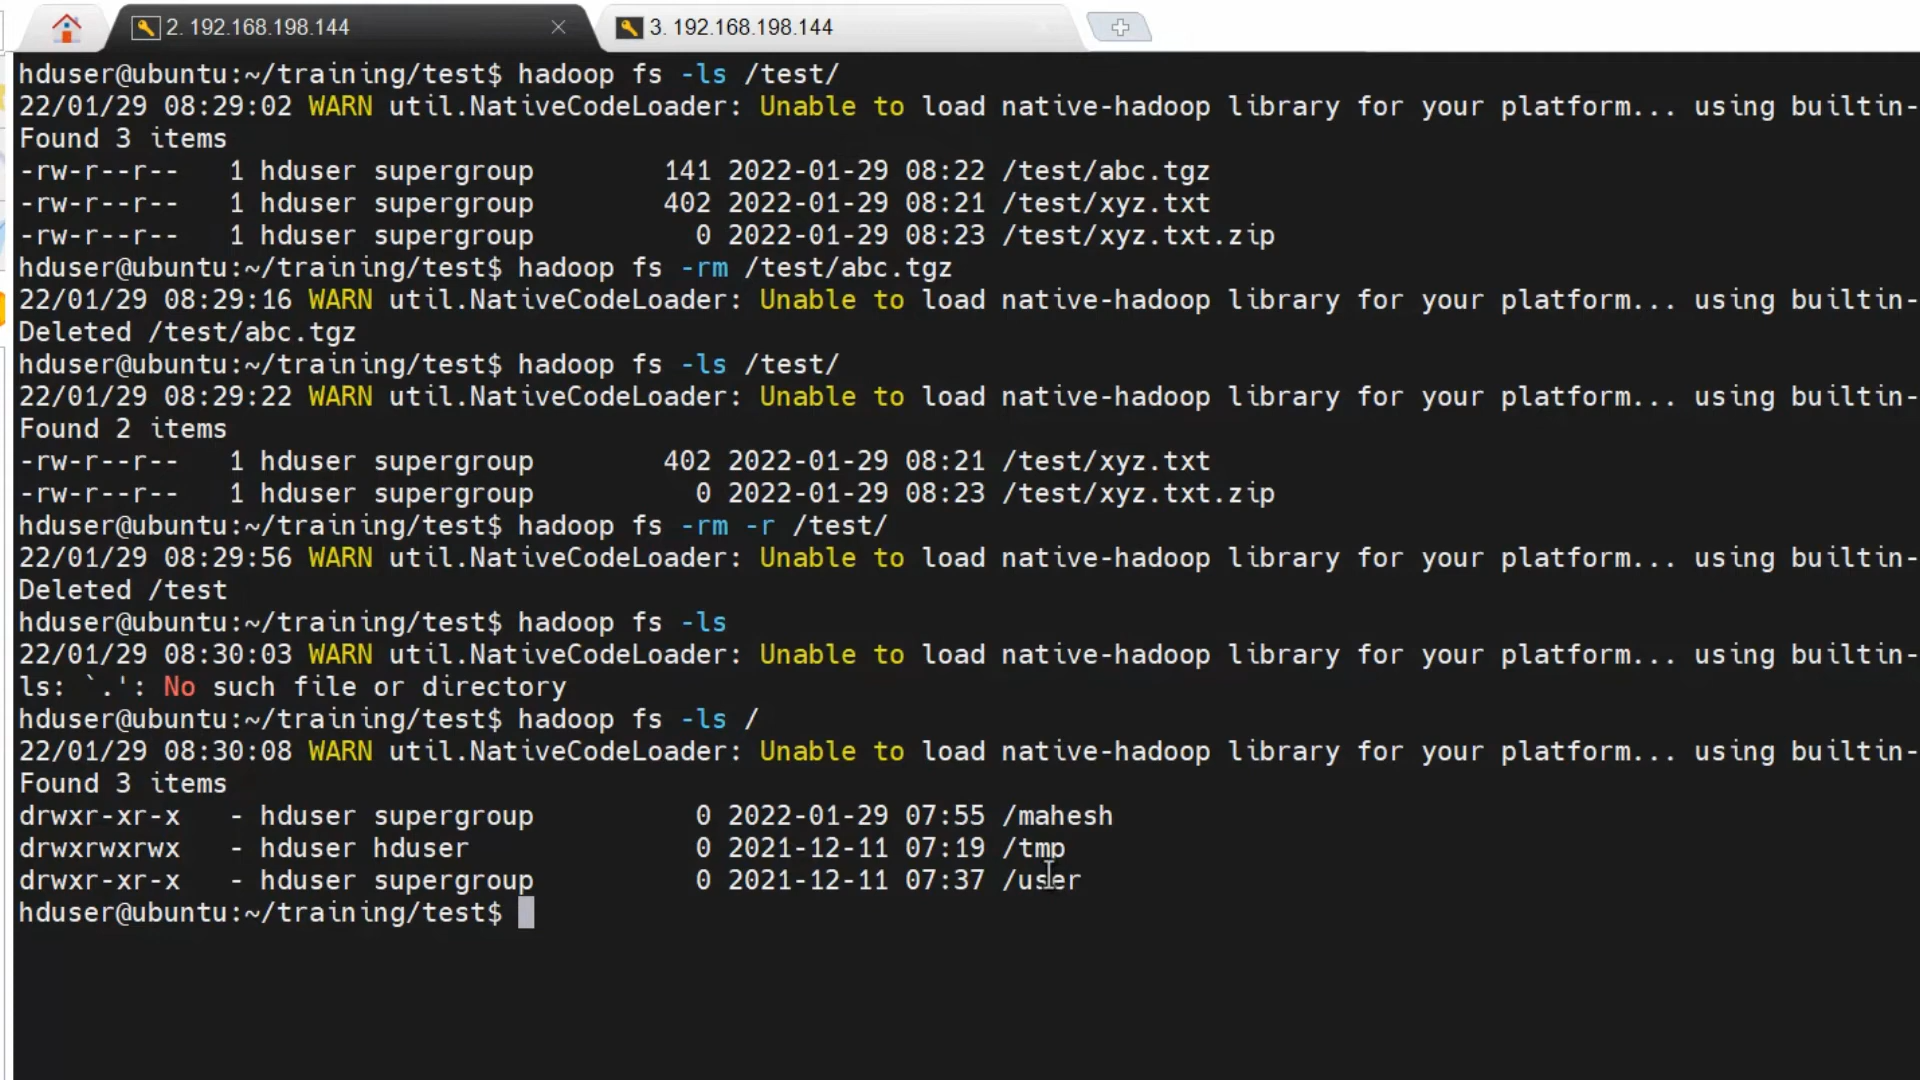 2. 192.168.198.144
3. 192.168.198.144
hduser@ubuntu:~/training/test$ hadoop fs -ls /test/
22/01/29 08:29:02 WARN util.NativeCodeLoader: Unable to load native-hadoop library for your platform... using builtin-
Found 3 items
-rw-r--r--   1 hduser supergroup        141 2022-01-29 08:22 /test/abc.tgz
-rw-r--r--   1 hduser supergroup        402 2022-01-29 08:21 /test/xyz.txt
-rw-r--r--   1 hduser supergroup          0 2022-01-29 08:23 /test/xyz.txt.zip
hduser@ubuntu:~/training/test$ hadoop fs -rm /test/abc.tgz
22/01/29 08:29:16 WARN util.NativeCodeLoader: Unable to load native-hadoop library for your platform... using builtin-
Deleted /test/abc.tgz
hduser@ubuntu:~/training/test$ hadoop fs -ls /test/
22/01/29 08:29:22 WARN util.NativeCodeLoader: Unable to load native-hadoop library for your platform... using builtin-
Found 2 items
-rw-r--r--   1 hduser supergroup        402 2022-01-29 08:21 /test/xyz.txt
-rw-r--r--   1 hduser supergroup          0 2022-01-29 08:23 /test/xyz.txt.zip
hduser@ubuntu:~/training/test$ hadoop fs -rm -r /test/
22/01/29 08:29:56 WARN util.NativeCodeLoader: Unable to load native-hadoop library for your platform... using builtin-
Deleted /test
hduser@ubuntu:~/training/test$ hadoop fs -ls
22/01/29 08:30:03 WARN util.NativeCodeLoader: Unable to load native-hadoop library for your platform... using builtin-
ls: `.': No such file or directory
hduser@ubuntu:~/training/test$ hadoop fs -ls /
22/01/29 08:30:08 WARN util.NativeCodeLoader: Unable to load native-hadoop library for your platform... using builtin-
Found 3 items
drwxr-xr-x   - hduser supergroup          0 2022-01-29 07:55 /mahesh
drwxrwxrwx   - hduser hduser              0 2021-12-11 07:19 /tmp
drwxr-xr-x   - hduser supergroup          0 2021-12-11 07:37 /user
hduser@ubuntu:~/training/test$